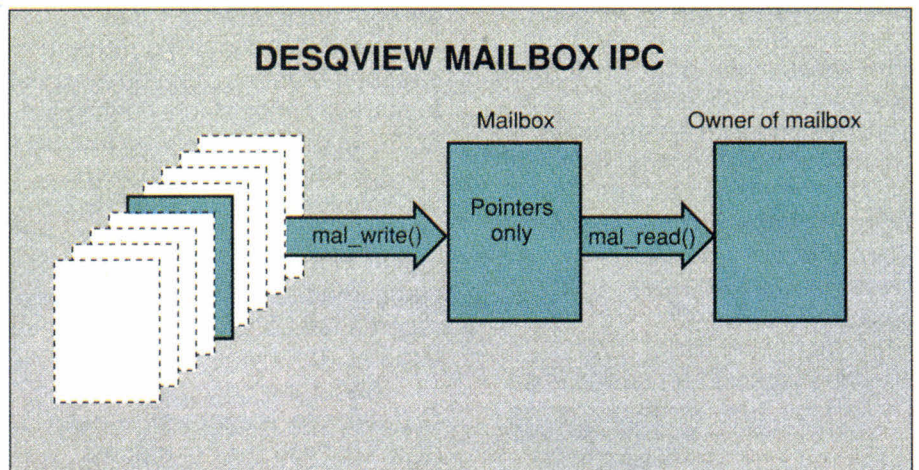 DESQVIEW MAILBOX IPC
Mailbox
Owner of mailbox
Pointers
only
mal_write()
mal_read()